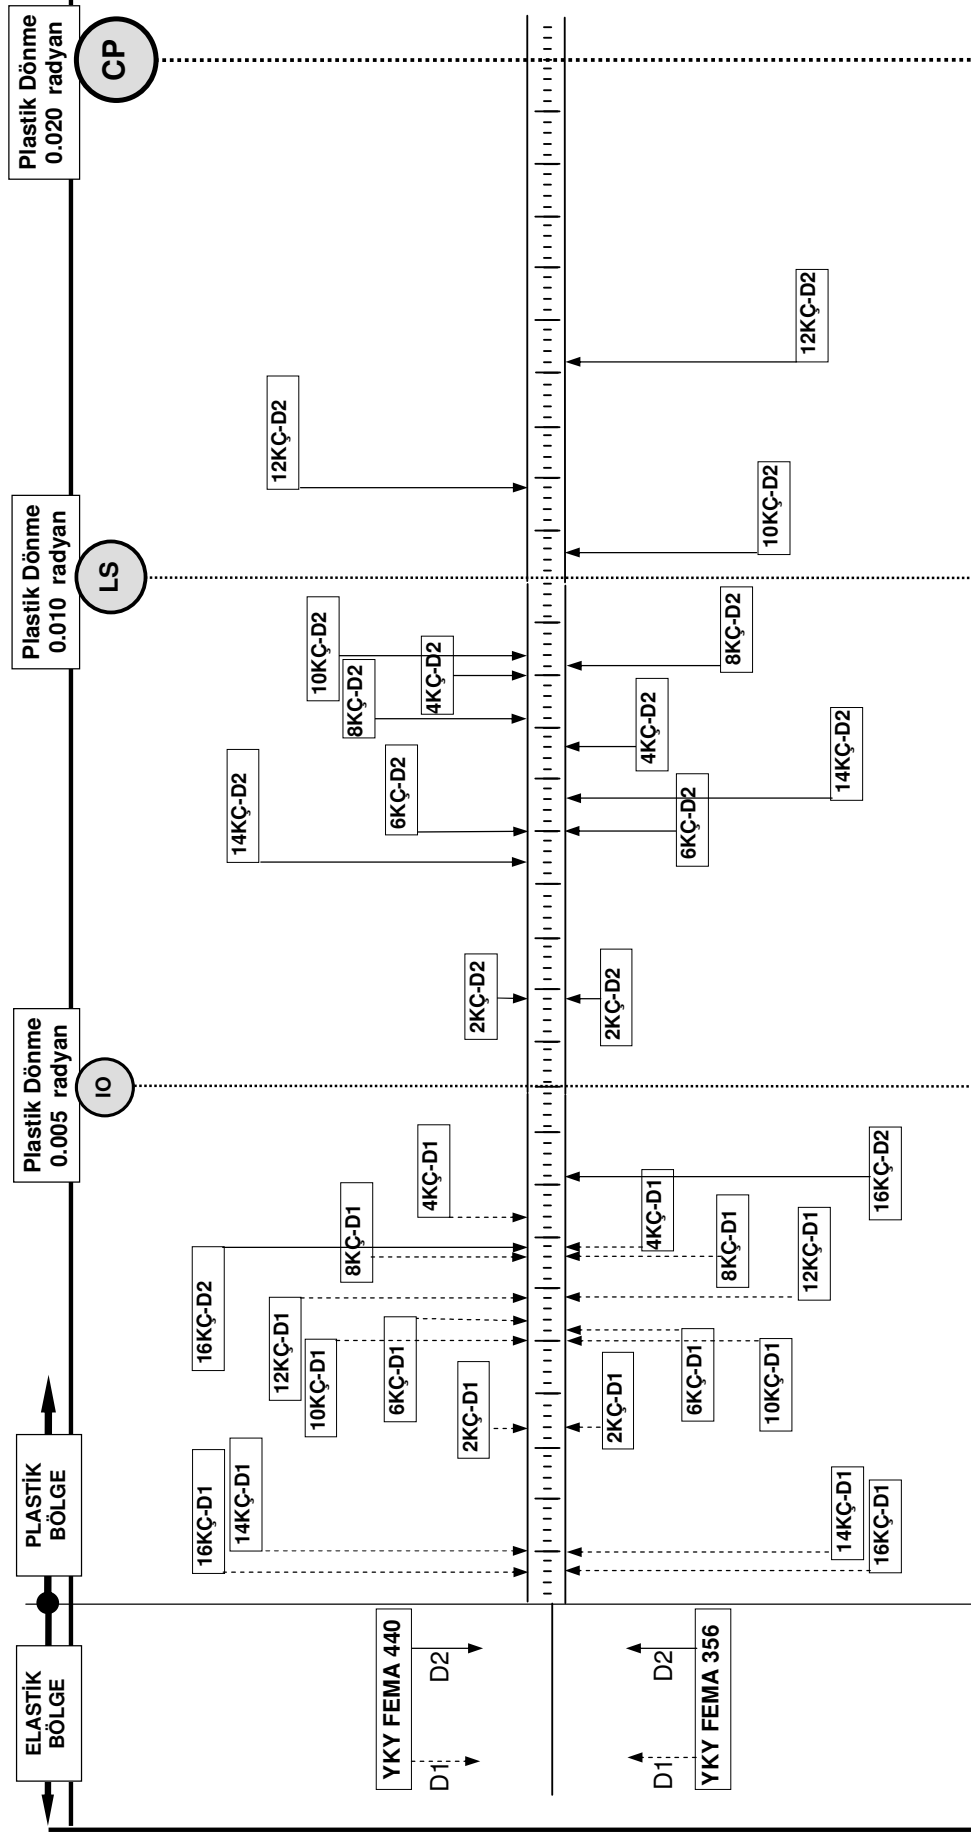 ELASTİK
BÖLGE
PLASTİK
BÖLGE
Plastik Dönme
0.005 radyan
Plastik Dönme
0.010 radyan
Plastik Dönme
0.020 radyan
IO
LS
CP
16KÇ-D1
16KÇ-D2
14KÇ-D1
14KÇ-D2
12KÇ-D1
12KÇ-D2
10KÇ-D1
10KÇ-D2
8KÇ-D1
8KÇ-D2
YKY FEMA 440
6KÇ-D1
6KÇ-D2
D1
D2
4KÇ-D1
4KÇ-D2
2KÇ-D1
2KÇ-D2
2KÇ-D1
2KÇ-D2
D1
D2
4KÇ-D1
4KÇ-D2
YKY FEMA 356
6KÇ-D1
6KÇ-D2
8KÇ-D1
8KÇ-D2
10KÇ-D1
10KÇ-D2
12KÇ-D1
12KÇ-D2
14KÇ-D1
14KÇ-D2
16KÇ-D1
16KÇ-D2